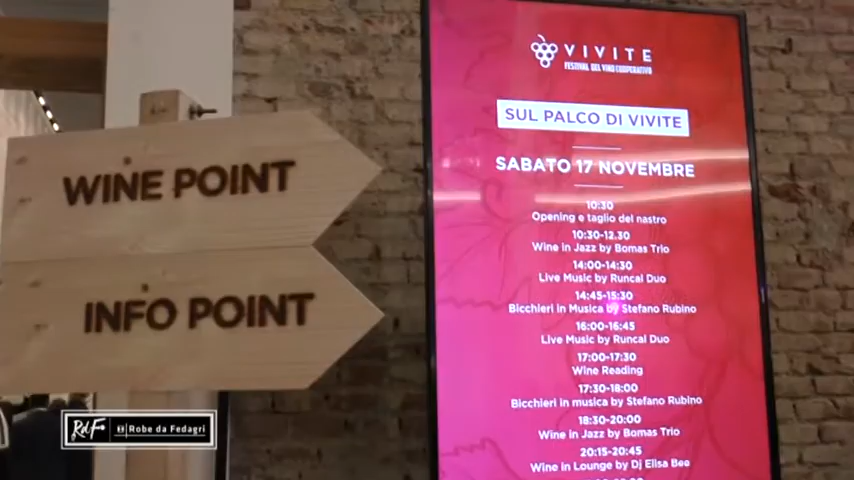 WINE POINT
INFO POINT
VIVITE
FESTIVAL DEL VINO COOPERATIVO
SUL PALCO DI VIVITE
SABATO 17 NOVEMBRE
10:30
Opening e taglio del nastro
10:30-12.30
Wine in Jazz by Bomas Trio
14:00-14:30
Live Music by Runcal Duo
14:45-15:30
Bicchieri in Musica by Stefano Rubino
16:00-16:45
Live Music by Runcal Duo
17:00-17:30
Wine Reading
17:30-18:00
Bicchieri in musica by Stefano Rubino
18:30-20:00
Wine in Jazz by Bomas Trio
20:15-20:45
Wine in Lounge by Dj Elisa Bee
RdF
Robe da Fedagri